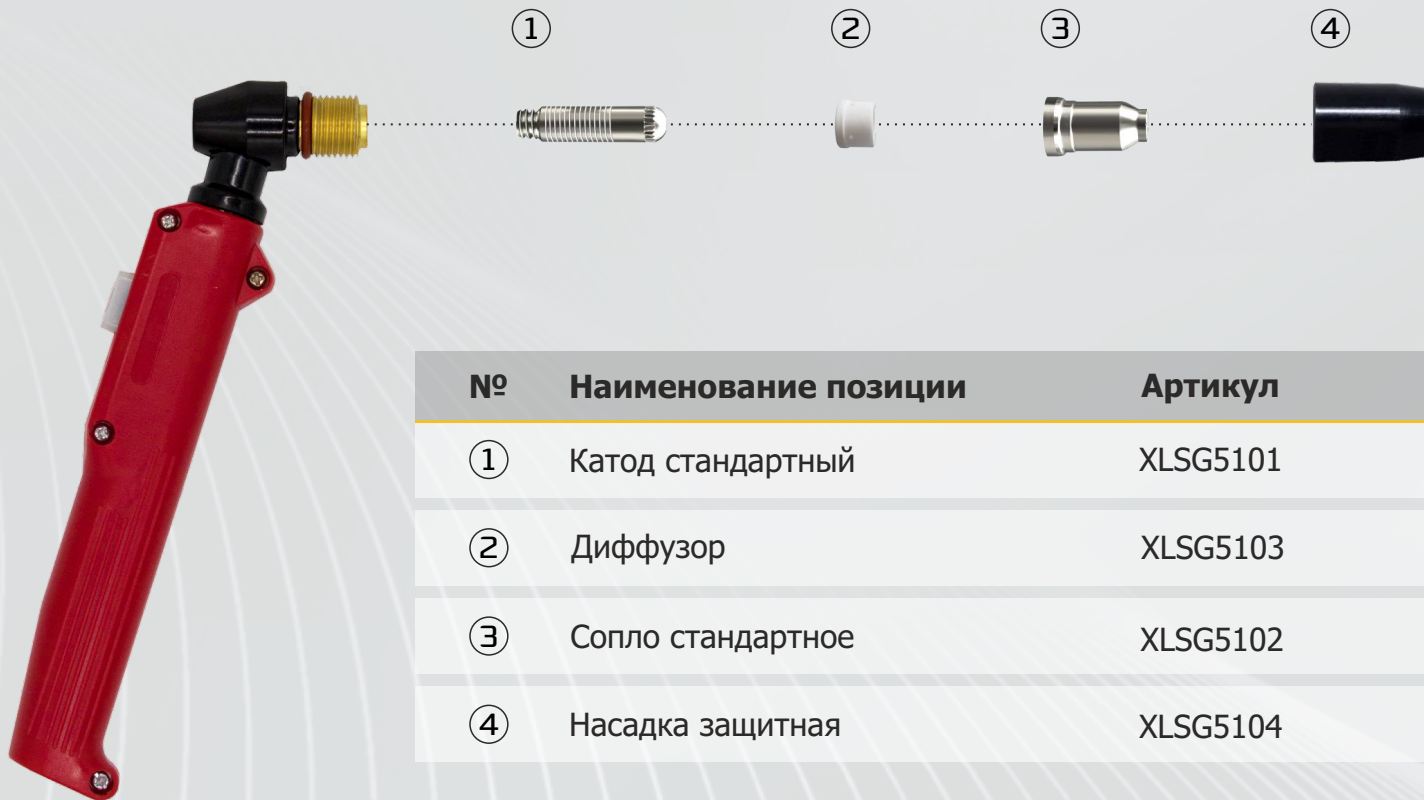 ① ② ③ ④
№ Наименование позиции Артикул
① Катод стандартный XLSG5101
② Диффузор XLSG5103
③ Сопло стандартное XLSG5102
④ Насадка защитная XLSG5104